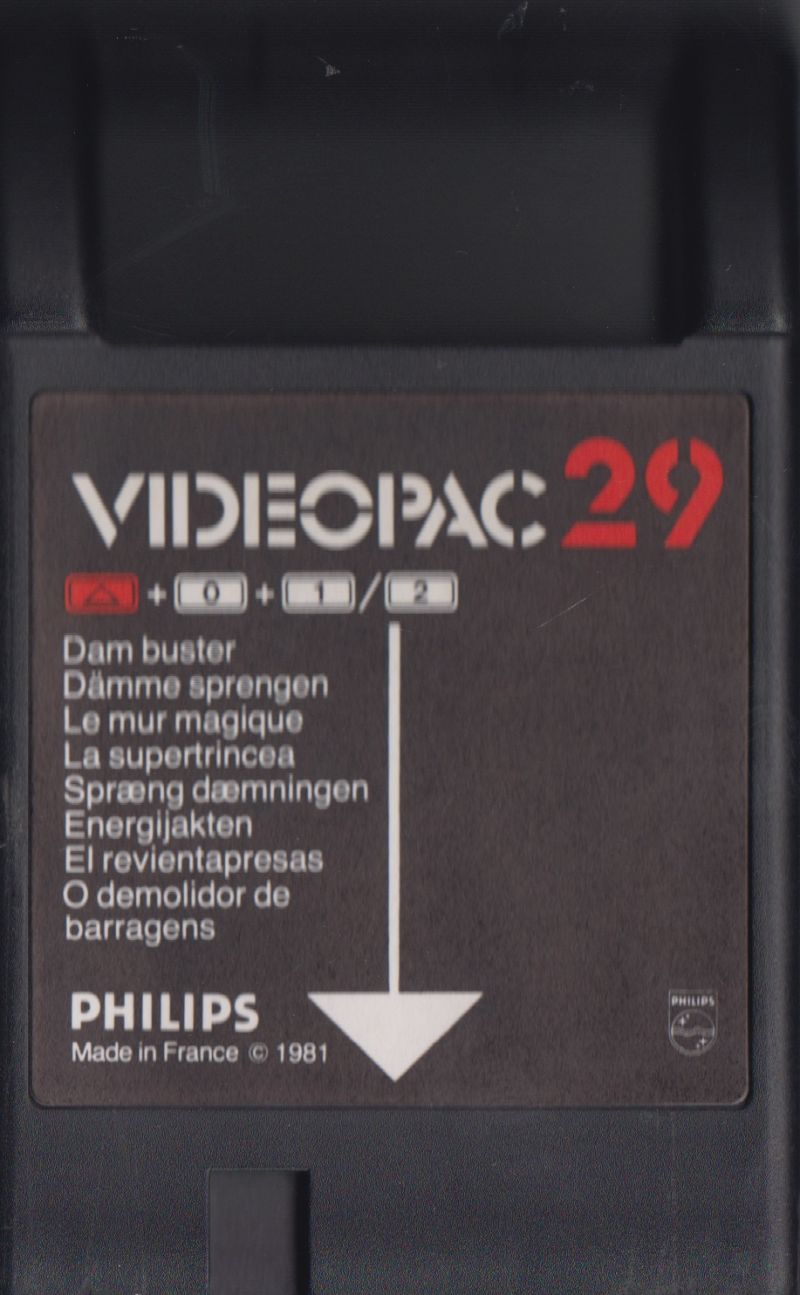 VIDEOPAC 29
+ 0 + 1 / 2
Dam buster
Dämme sprengen
Le mur magique
La supertrincea
Spræng dæmningen
Energijakten
El revientapresas
O demolidor de
barragens
PHILIPS
Made in France © 1981
PHILIPS